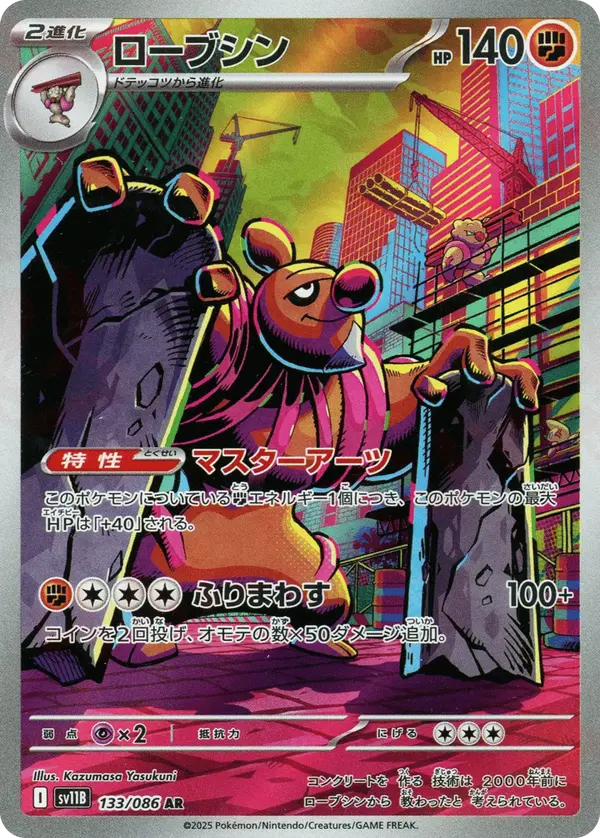 2進化
ローブシン
HP 140
ドテッコツから進化
特性
とくせい
マスターアーツ
このポケモンについている闘エネルギー1個につき、このポケモンの最大
HPは「+40」される。
ふりまわす 100+
コインを2回投げ、オモテの数×50ダメージ追加。
弱点 ×2 抵抗力 にげる
Illus. Kazumasa Yasukuni
I sv11B 133/086 AR
コンクリートを 作る 技術は 2000年前に
ローブシンから 教わったと 考えられている。
©2025 Pokémon/Nintendo/Creatures/GAME FREAK.